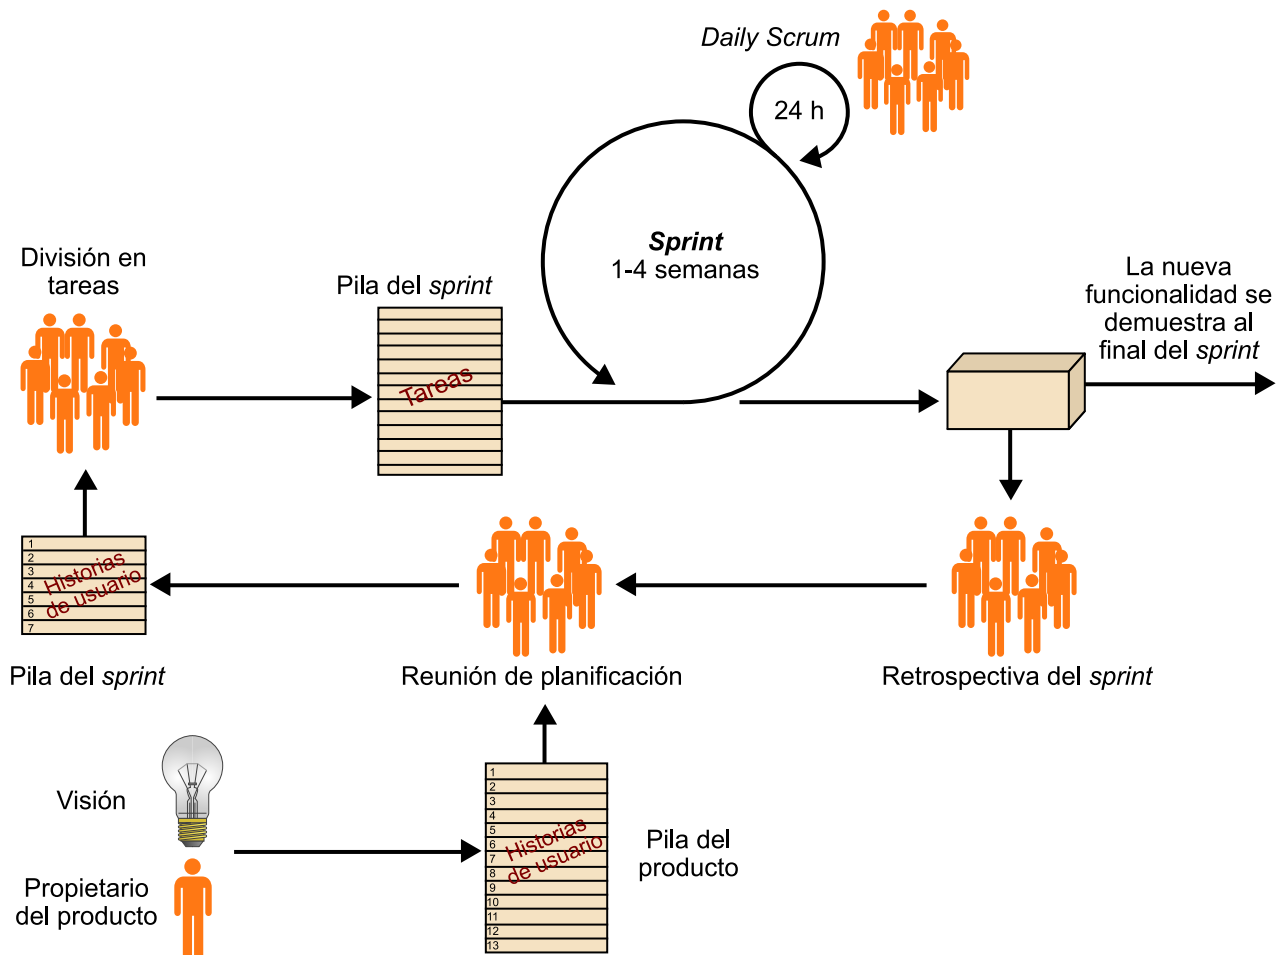 Daily Scrum
24 h
Sprint
1-4 semanas
División en
tareas
Pila del sprint
Tareas
La nueva
funcionalidad se
demuestra al
final del sprint
1
2
3
4
5
6
7
Historias
de usuario
Pila del sprint
Reunión de planificación
Retrospectiva del sprint
Visión
Propietario
del producto
1
2
3
4
5
6
7
8
9
10
11
12
13
Historias
de usuario
Pila del
producto